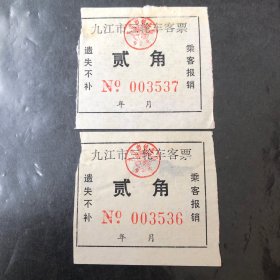 九江市三轮车客票
遗失不补
贰角
乘客报销
№ 003537
年 月
九江市三轮车客票
遗失不补
贰角
乘客报销
№ 003536
年 月